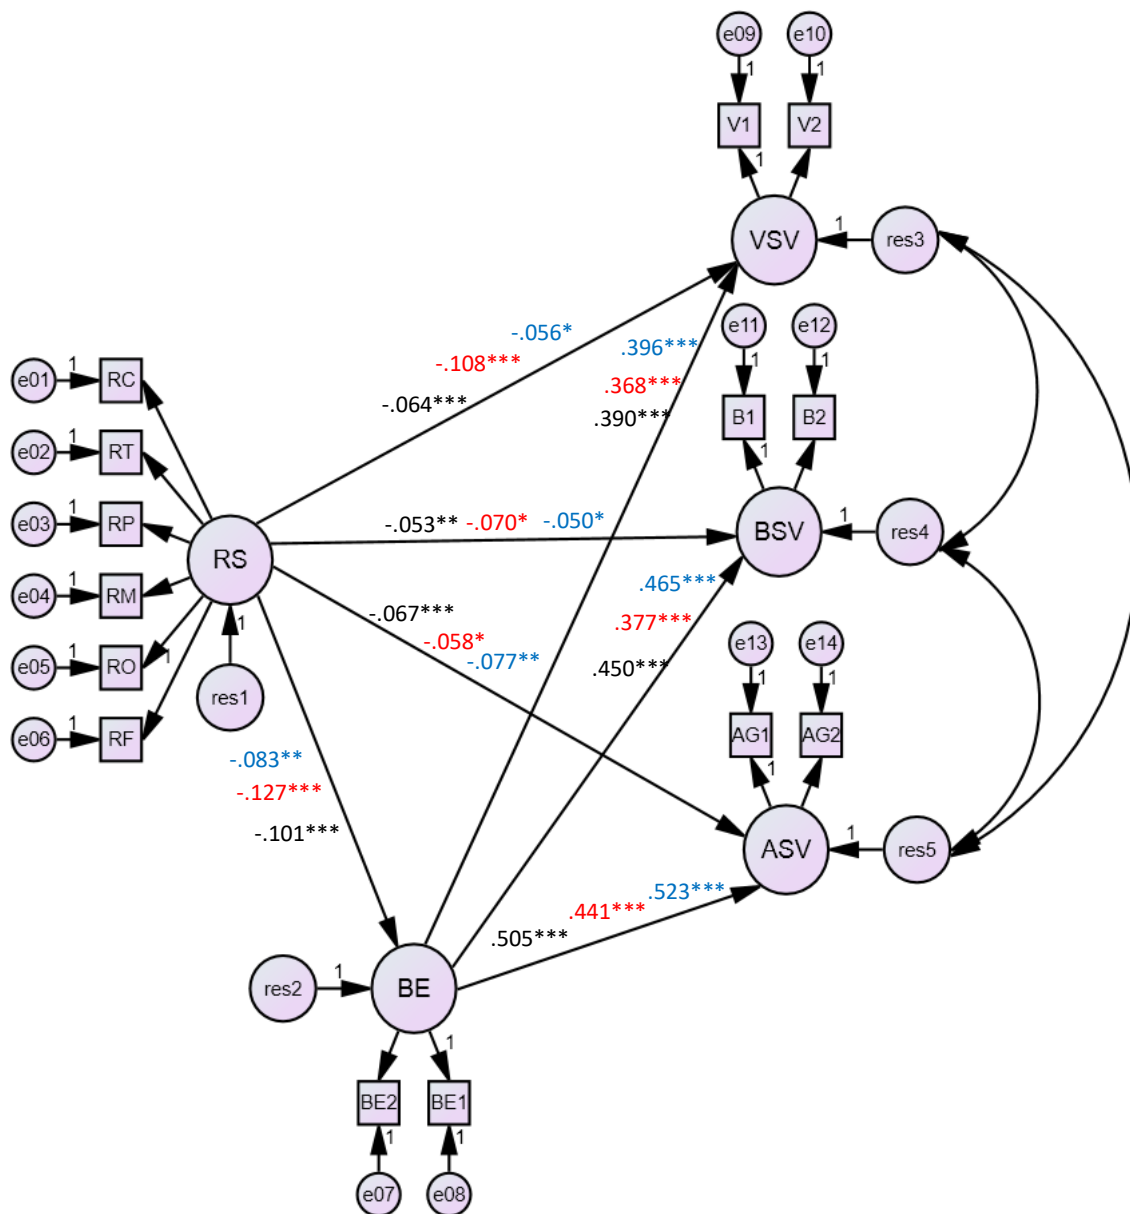 e09 e10
1 1
V1 V2
1
VSV 1 res3
-.056*
-.108***
-.064***
.396***
.368***
.390***
e11 e12
1 1
B1 B2
1
BSV 1 res4
e01 1 RC
e02 1 RT
e03 1 RP
e04 1 RM
e05 1 RO
e06 1 RF
1
RS
1
res1
-.053** -.070* -.050*
.465***
.377***
.450***
-.067***
-.058*
-.077**
e13 e14
1 1
AG1 AG2
1
ASV 1 res5
-.083**
-.127***
-.101***
.523***
.441***
.505***
res2 1 BE
1
BE2 BE1
1 1
e07 e08